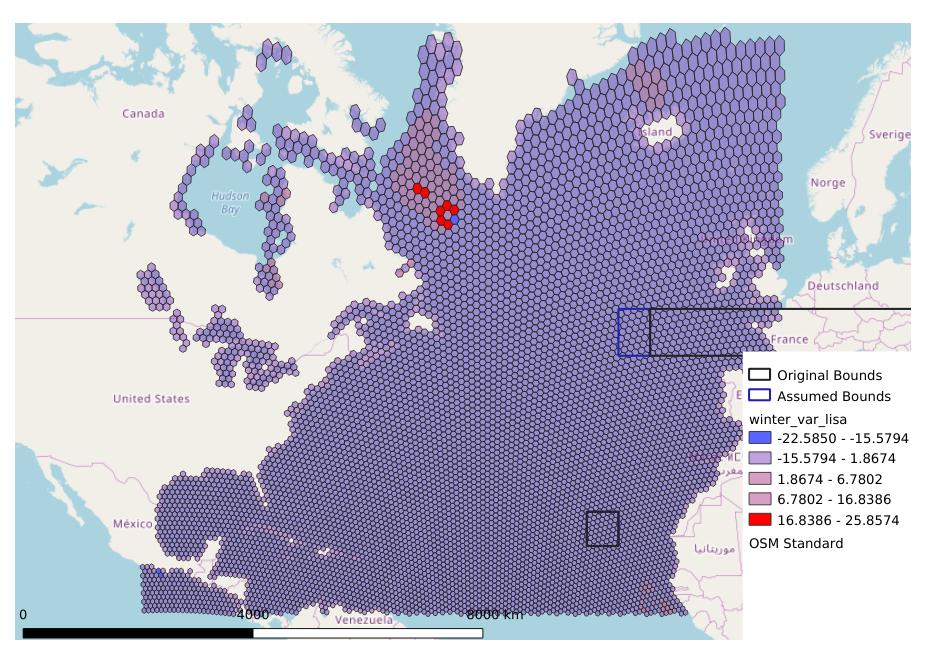 Canada
Hudson
Bay
Island
Sverige
Norge
Deutschland
France
United States
México
Venezuela
موريتانيا
0
4000
8000 km
Original Bounds
Assumed Bounds
winter_var_lisa
-22.5850 - -15.5794
-15.5794 - 1.8674
1.8674 - 6.7802
6.7802 - 16.8386
16.8386 - 25.8574
OSM Standard